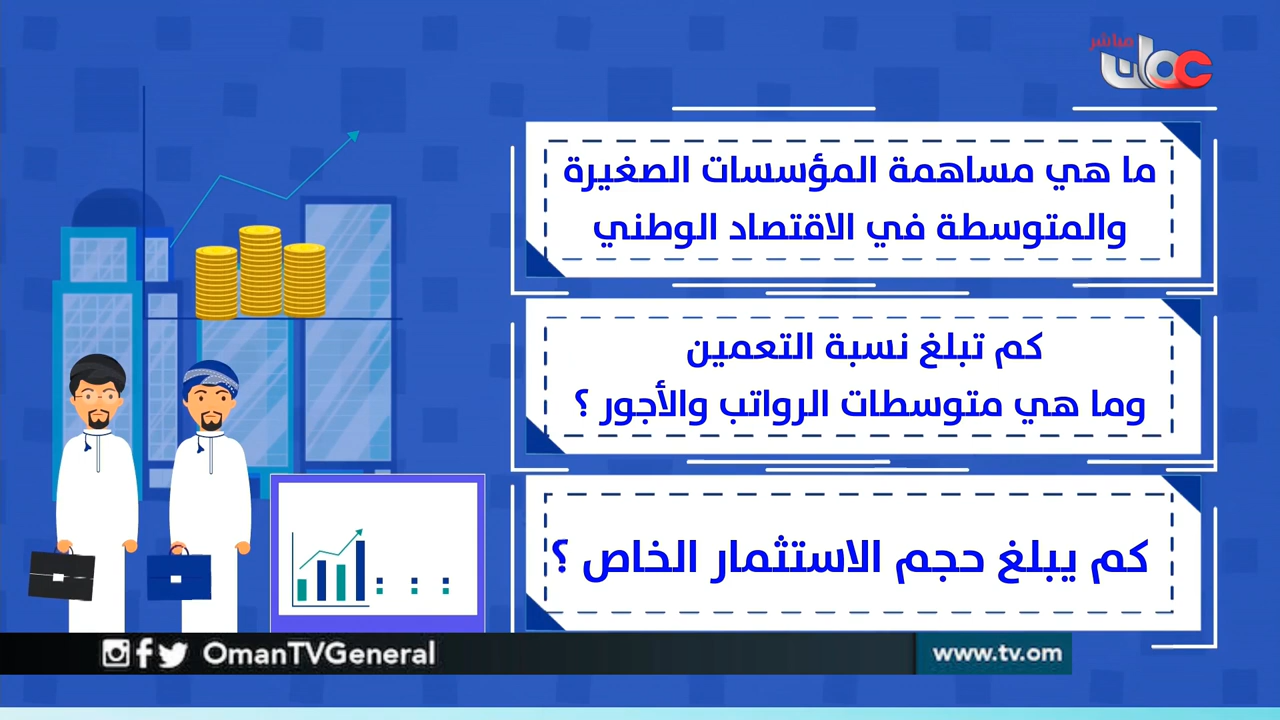 مباشر
عمان
ما هي مساهمة المؤسسات الصغيرة
والمتوسطة في الاقتصاد الوطني
كم تبلغ نسبة التعمين
وما هي متوسطات الرواتب والأجور ؟
كم يبلغ حجم الاستثمار الخاص ؟
OmanTVGeneral
www.tv.om